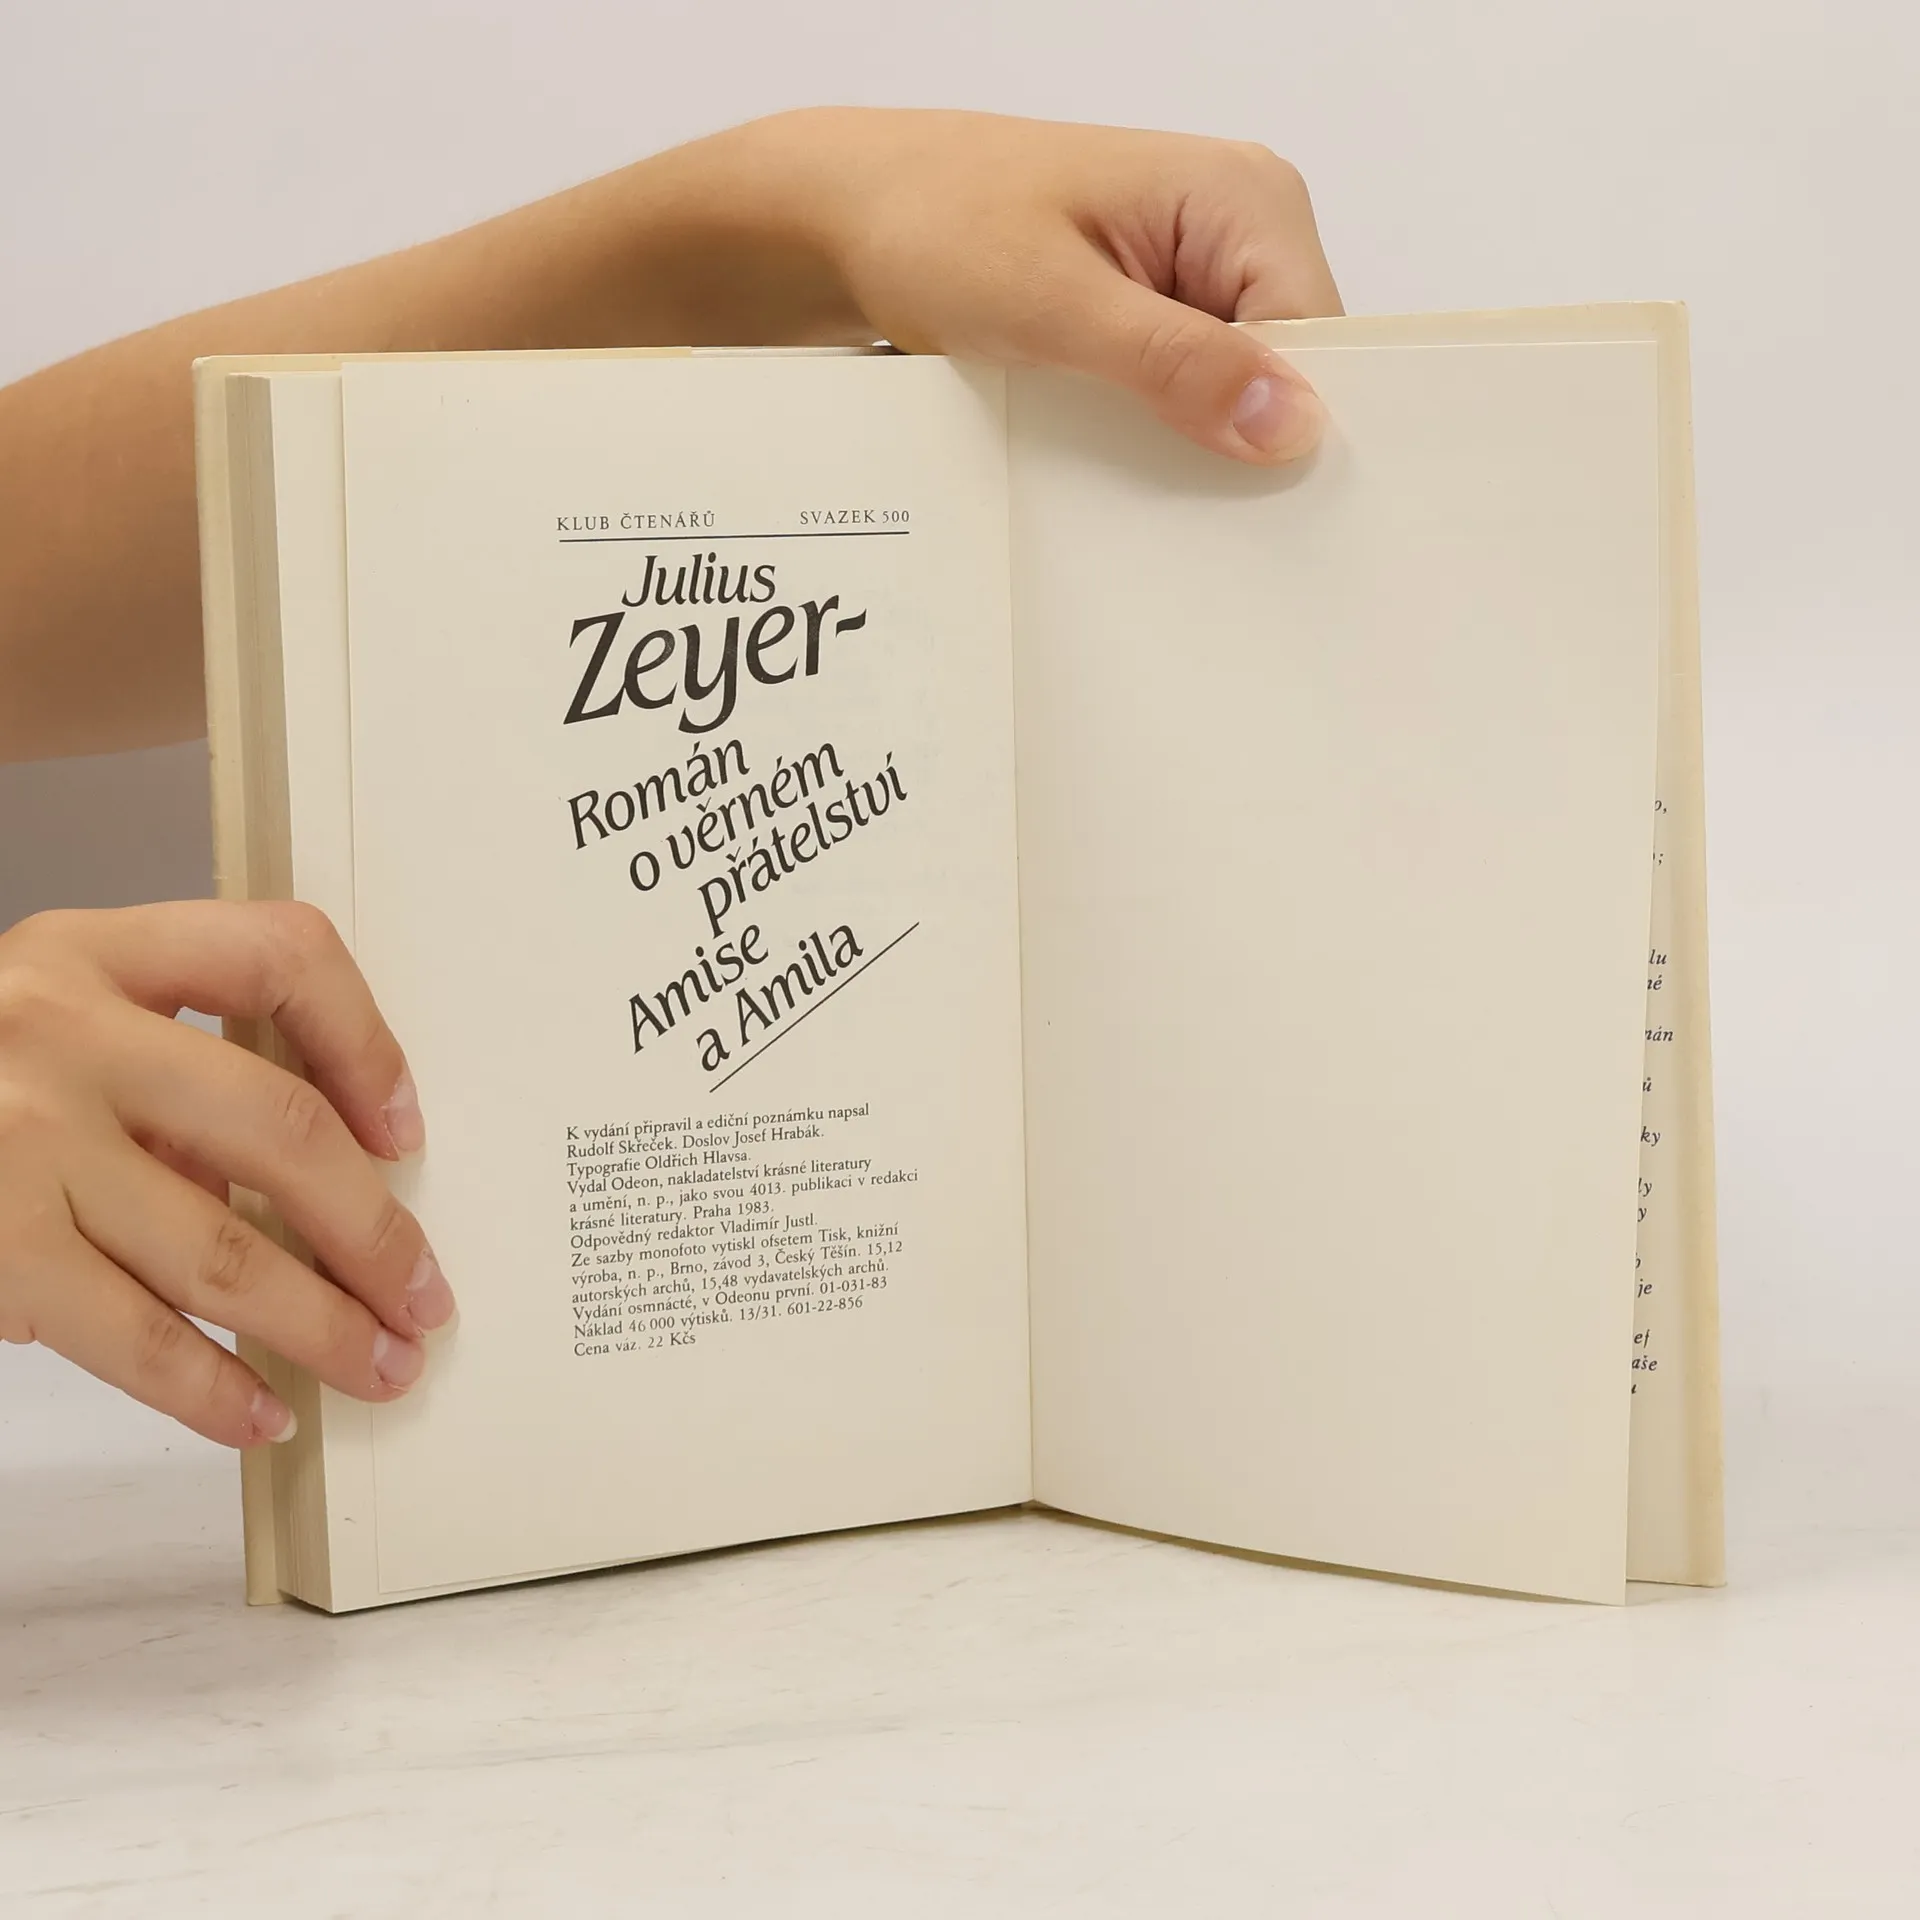 KLUB ČTENÁŘŮ SVAZEK 500
Julius
Zeyer-
Román
o věrném
přátelství
Amise
a Amila
K vydání připravil a ediční poznámku napsal
Rudolf Skřeček. Doslov Josef Hrabák.
Typografie Oldřich Hlavsa.
Vydal Odeon, nakladatelství krásné literatury
a umění, n. p., jako svou 4013. publikaci v redakci
krásné literatury. Praha 1983.
Odpovědný redaktor Vladimír Justl.
Ze sazby monofoto vytiskl ofsetem Tisk, knižní
výroba, n. p., Brno, závod 3, Český Těšín. 15,12
autorských archů, 15,48 vydavatelských archů.
Vydání osmnácté, v Odeonu první. 01-031-83
Náklad 46 000 výtisků. 13/31. 601-22-856
Cena váz. 22 Kčs